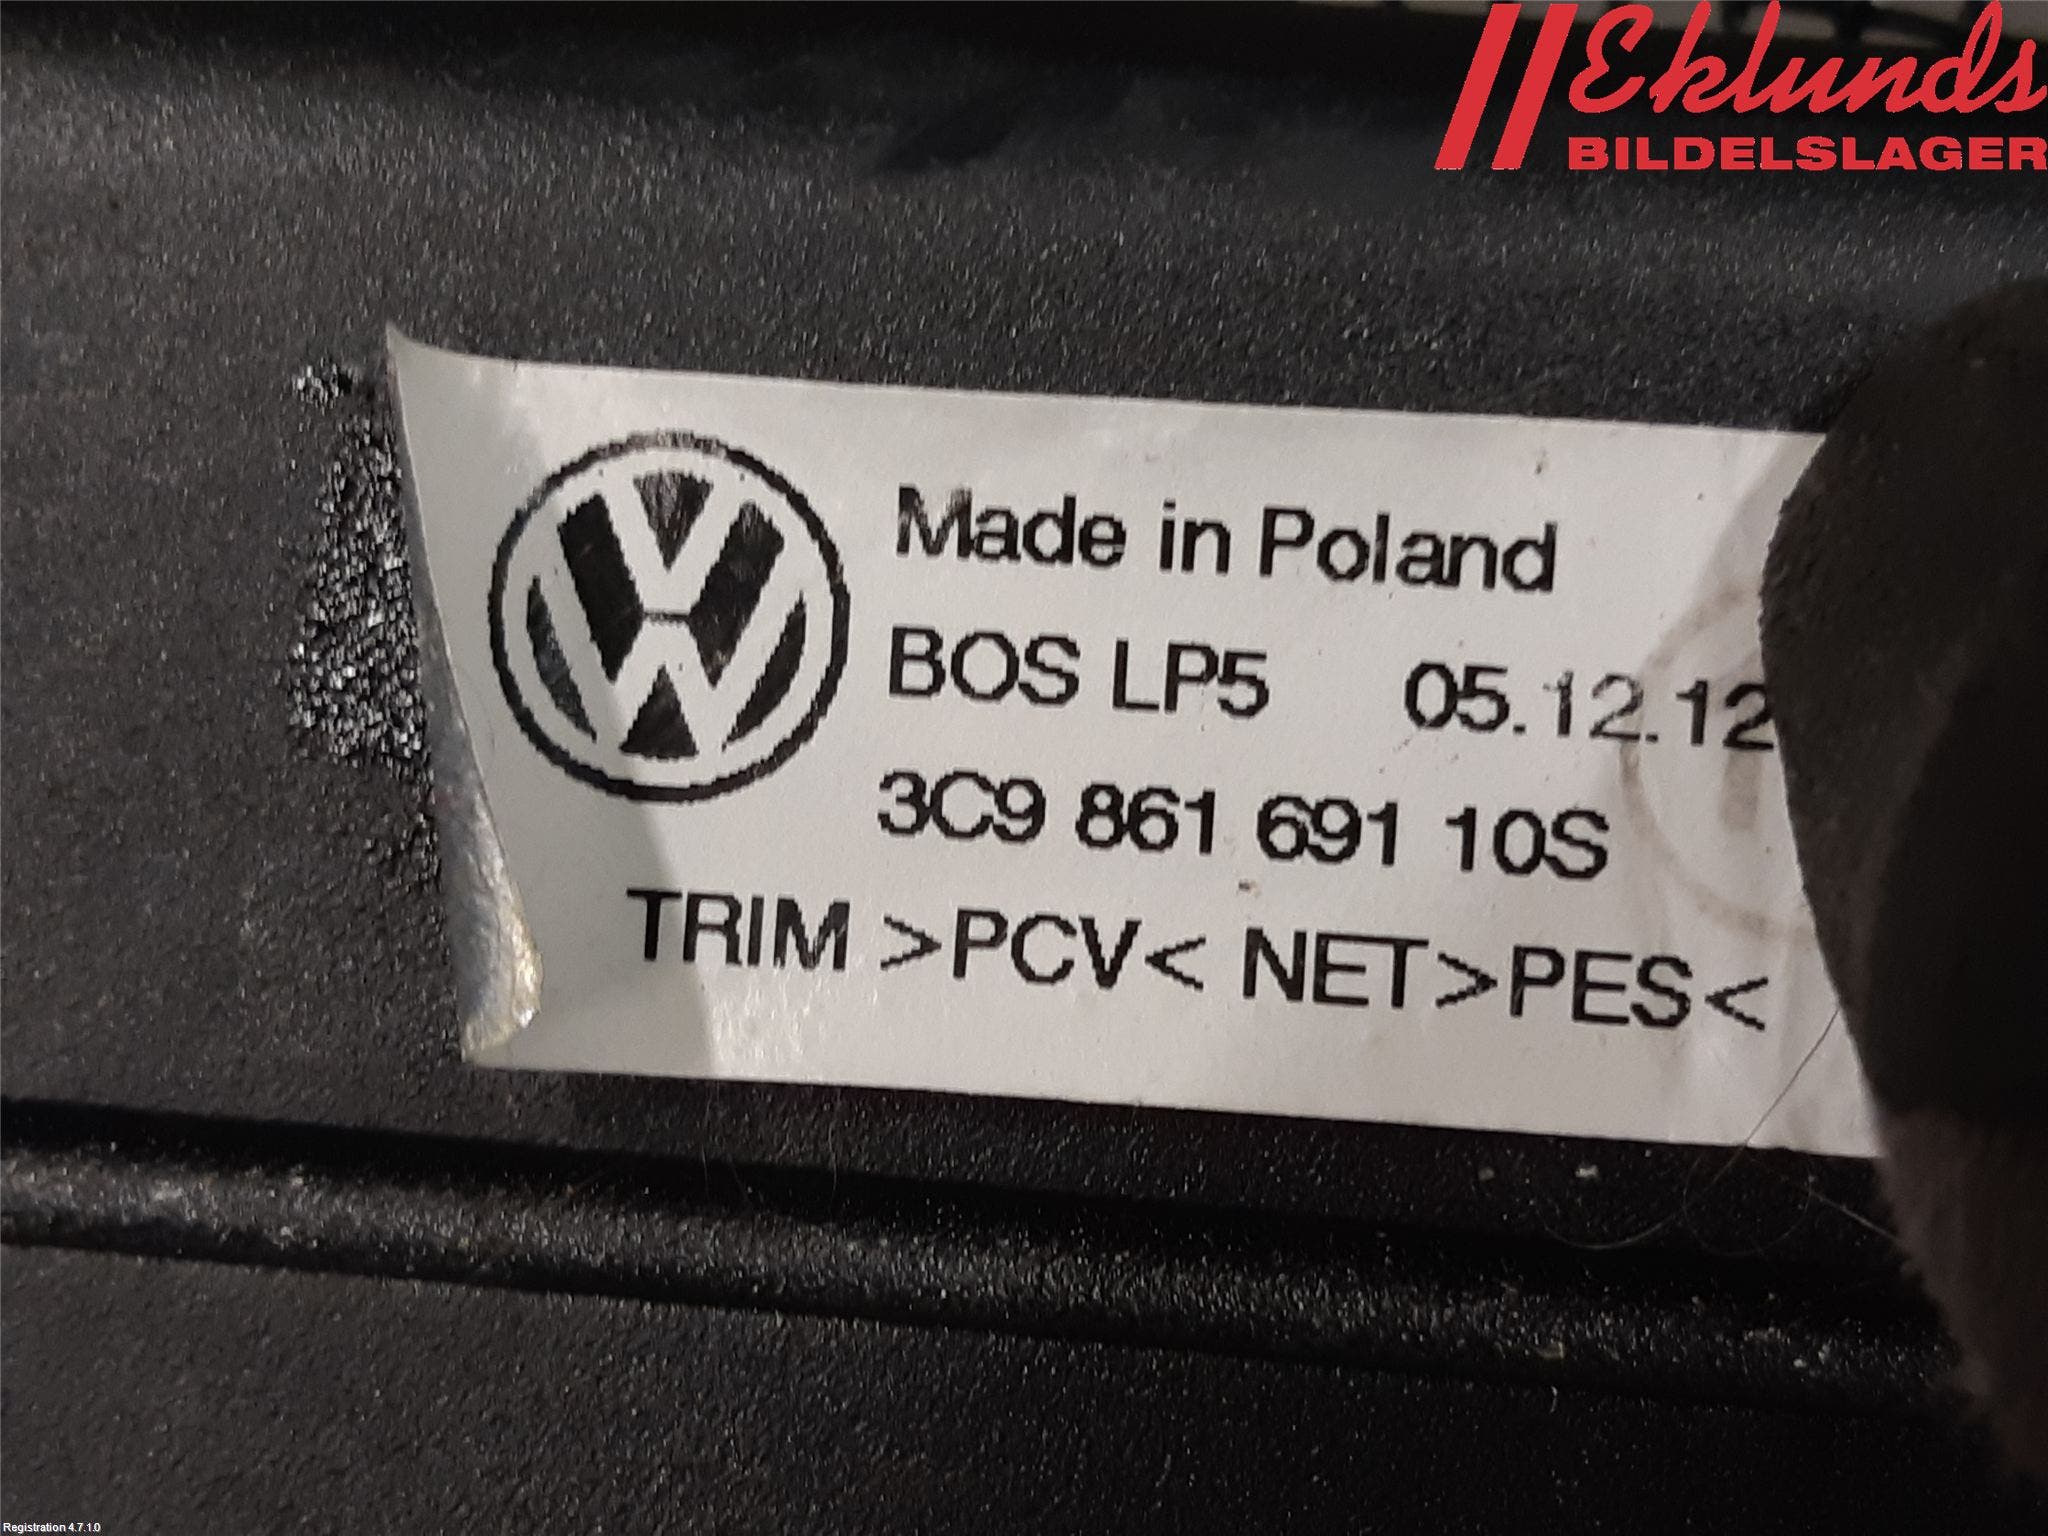 Eklunds
BILDELSLAGER
Made in Poland
BOS LP5 05.12.12
3C9 861 691 10S
TRIM >PCV< NET>PES<
Registration 4.7.1.0